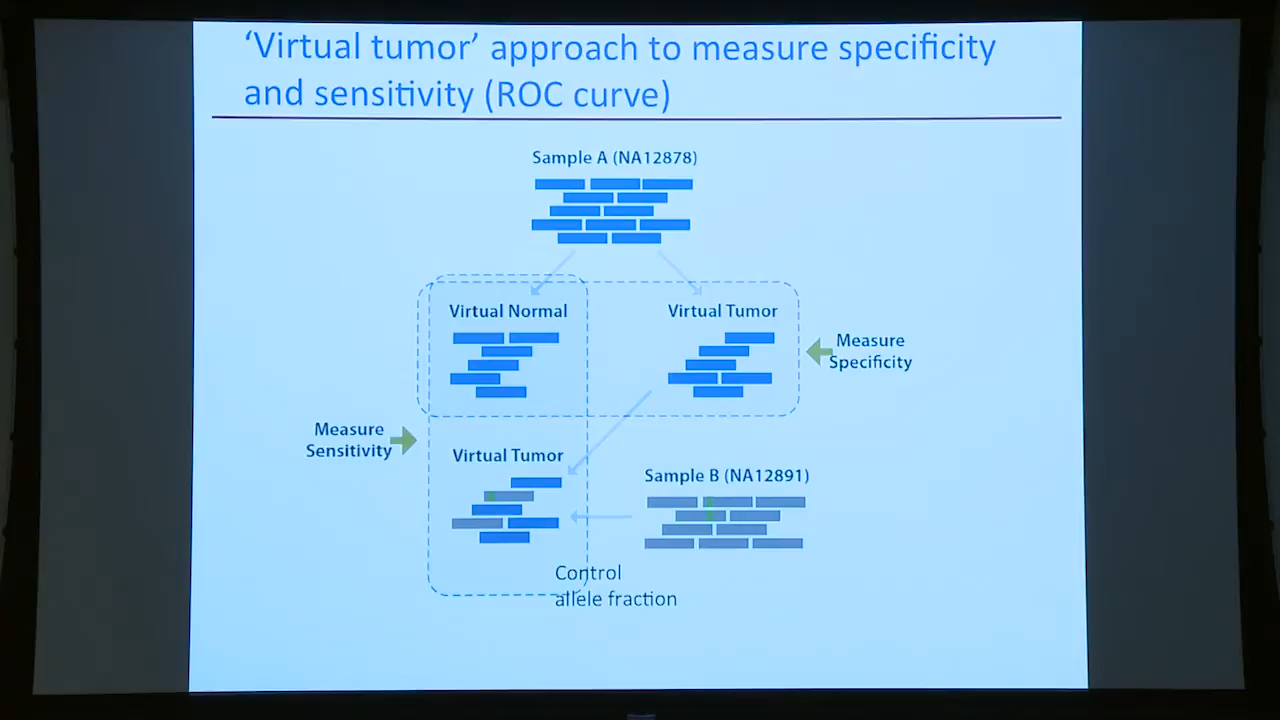 ‘Virtual tumor’ approach to measure specificity
and sensitivity (ROC curve)
Sample A (NA12878)
Virtual Normal
Virtual Tumor
Measure
Specificity
Measure
Sensitivity
Virtual Tumor
Sample B (NA12891)
Control
allele fraction